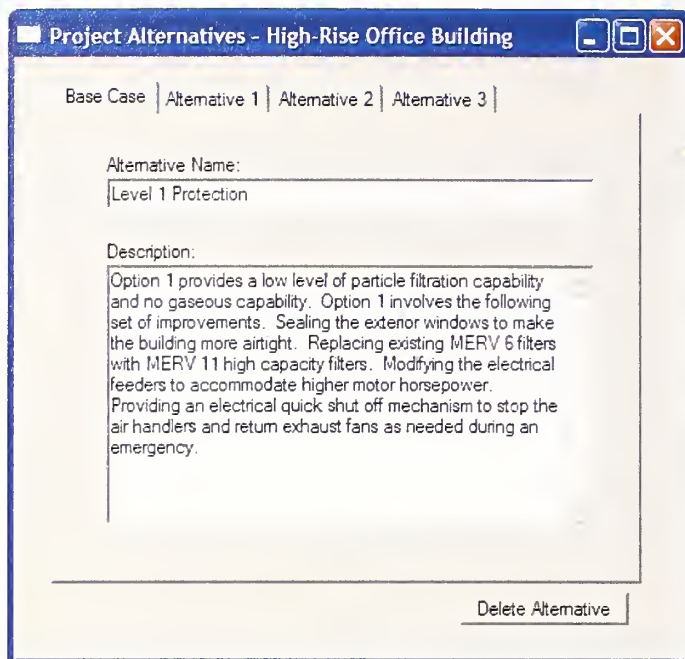 Project Alternatives - High-Rise Office Building
Base Case Alternative 1 Alternative 2 Alternative 3
Alternative Name:
Level 1 Protection
Description:
Option 1 provides a low level of particle filtration capability
and no gaseous capability. Option 1 involves the following
set of improvements. Sealing the exterior windows to make
the building more airtight. Replacing existing MERV 6 filters
with MERV 11 high capacity filters. Modifying the electrical
feeders to accommodate higher motor horsepower.
Providing an electrical quick shut off mechanism to stop the
air handlers and return exhaust fans as needed during an
emergency.
Delete Alternative